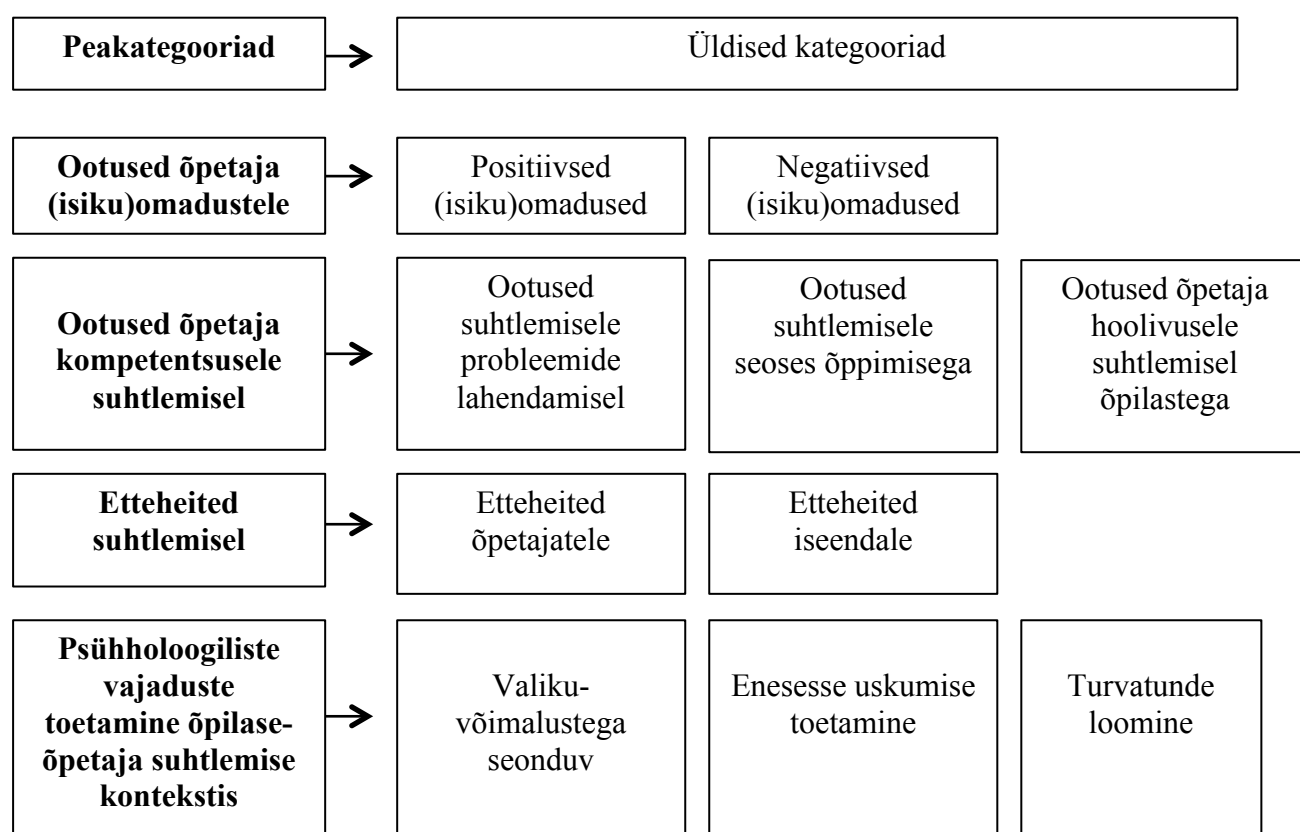 Peakategooriad
Üldised kategooriad
Ootused õpetaja
(isiku)omadustele
Positiivsed
(isiku)omadused
Negatiivsed
(isiku)omadused
Ootused õpetaja
kompetentsusele
suhtlemisel
Ootused
suhtlemisele
probleemide
lahendamisel
Ootused
suhtlemisele
seoses õppimisega
Ootused õpetaja
hoolivusele
suhtlemisel
õpilastega
Etteheited
suhtlemisel
Etteheited
õpetajatele
Etteheited
iseendale
Psühholoogiliste
vajaduste
toetamine õpilase-
õpetaja suhtlemise
kontekstis
Valiku-
võimalustega
seonduv
Enesesse uskumise
toetamine
Turvatunde
loomine